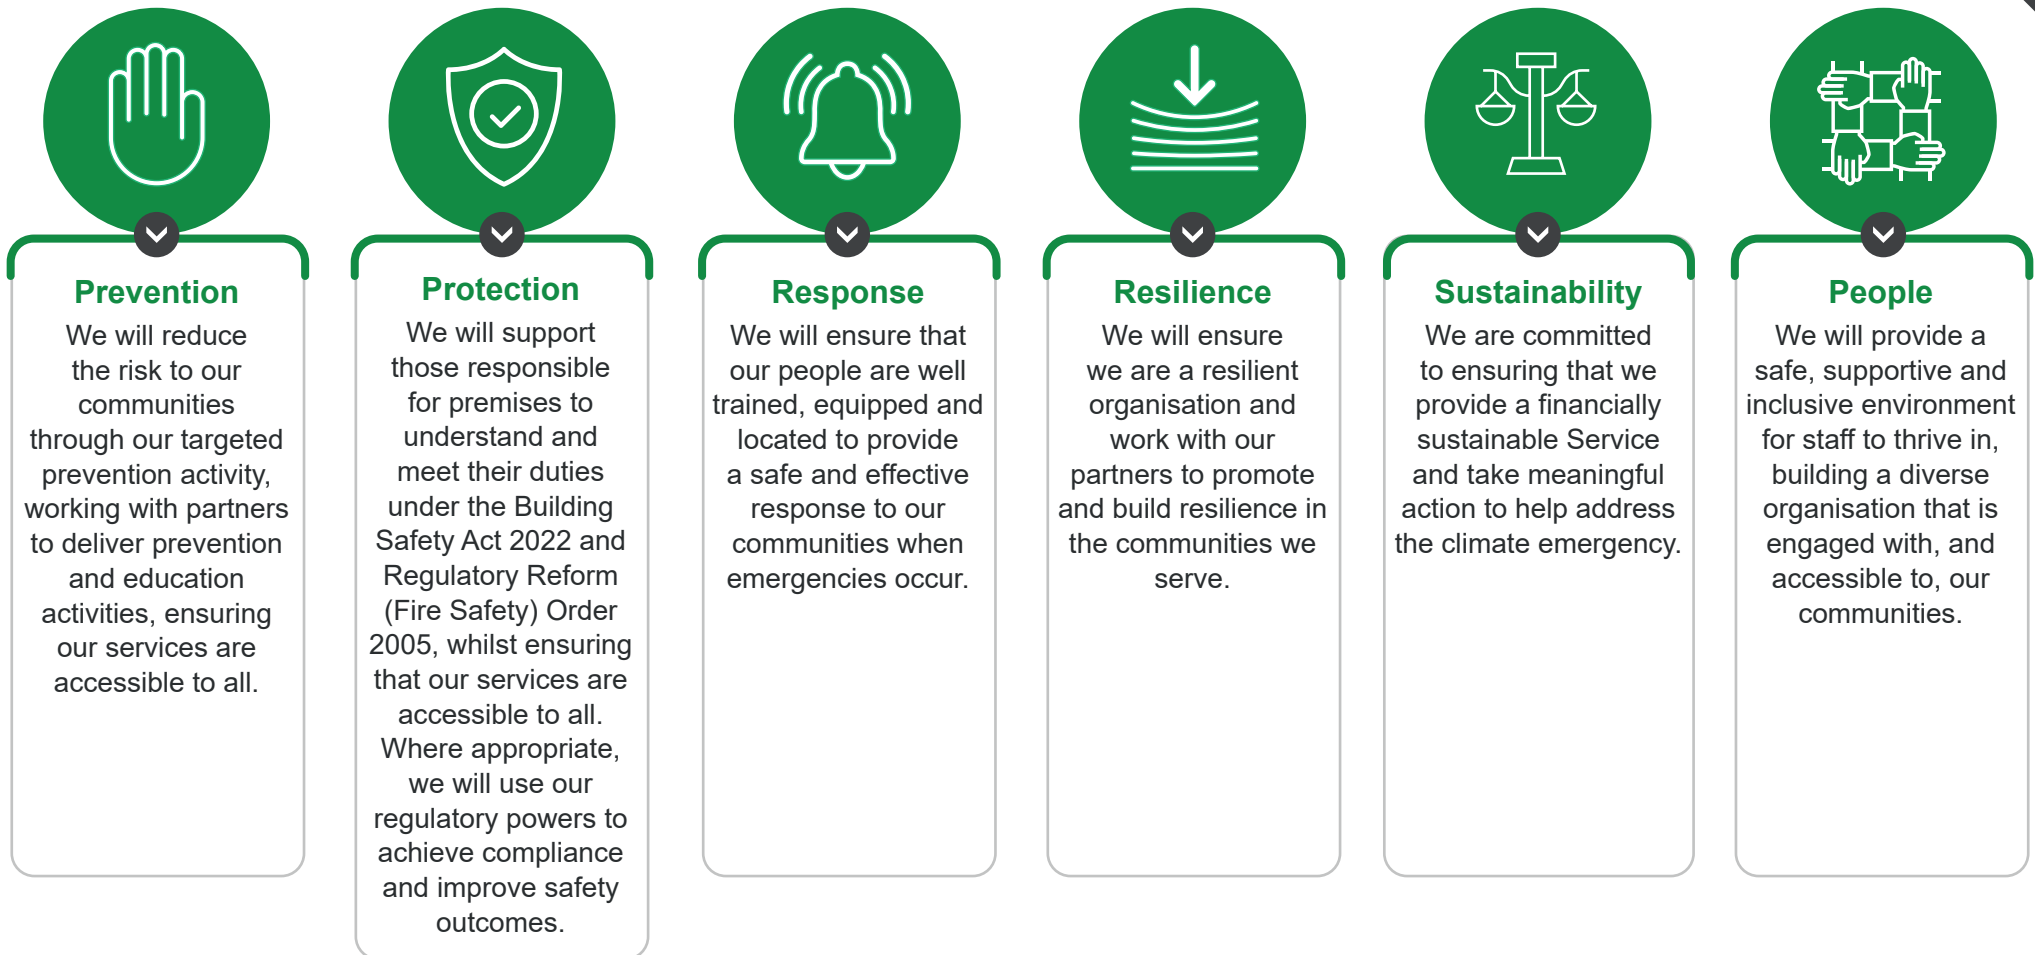 Prevention
We will reduce
the risk to our
communities
through our targeted
prevention activity,
working with partners
to deliver prevention
and education
activities, ensuring
our services are
accessible to all.
Protection
We will support
those responsible
for premises to
understand and
meet their duties
under the Building
Safety Act 2022 and
Regulatory Reform
(Fire Safety) Order
2005, whilst ensuring
that our services are
accessible to all.
Where appropriate,
we will use our
regulatory powers to
achieve compliance
and improve safety
outcomes.
Response
We will ensure that
our people are well
trained, equipped and
located to provide
a safe and effective
response to our
communities when
emergencies occur.
Resilience
We will ensure
we are a resilient
organisation and
work with our
partners to promote
and build resilience in
the communities we
serve.
Sustainability
We are committed
to ensuring that we
provide a financially
sustainable Service
and take meaningful
action to help address
the climate emergency.
People
We will provide a
safe, supportive and
inclusive environment
for staff to thrive in,
building a diverse
organisation that is
engaged with, and
accessible to, our
communities.